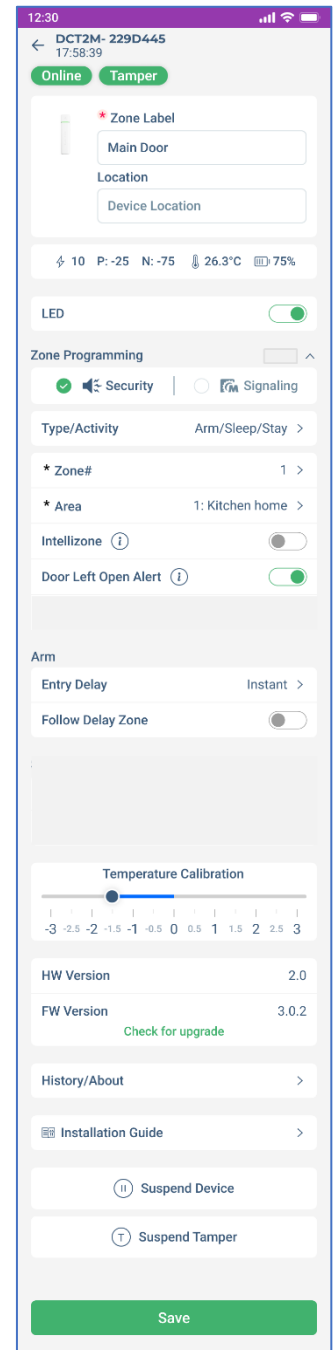 12:30
DCT2M- 229D445
17:58:39
Online Tamper
* Zone Label
Main Door
Location
Device Location
10 P: -25 N: -75 26.3°C 75%
LED
Zone Programming
Security Signaling
Type/Activity Arm/Sleep/Stay >
* Zone# 1 >
* Area 1: Kitchen home >
Intellizone i
Door Left Open Alert i
Arm
Entry Delay Instant >
Follow Delay Zone
Temperature Calibration
-3 -2.5 -2 -1.5 -1 -0.5 0 0.5 1 1.5 2 2.5 3
HW Version 2.0
FW Version 3.0.2
Check for upgrade
History/About >
Installation Guide >
Suspend Device
T Suspend Tamper
Save